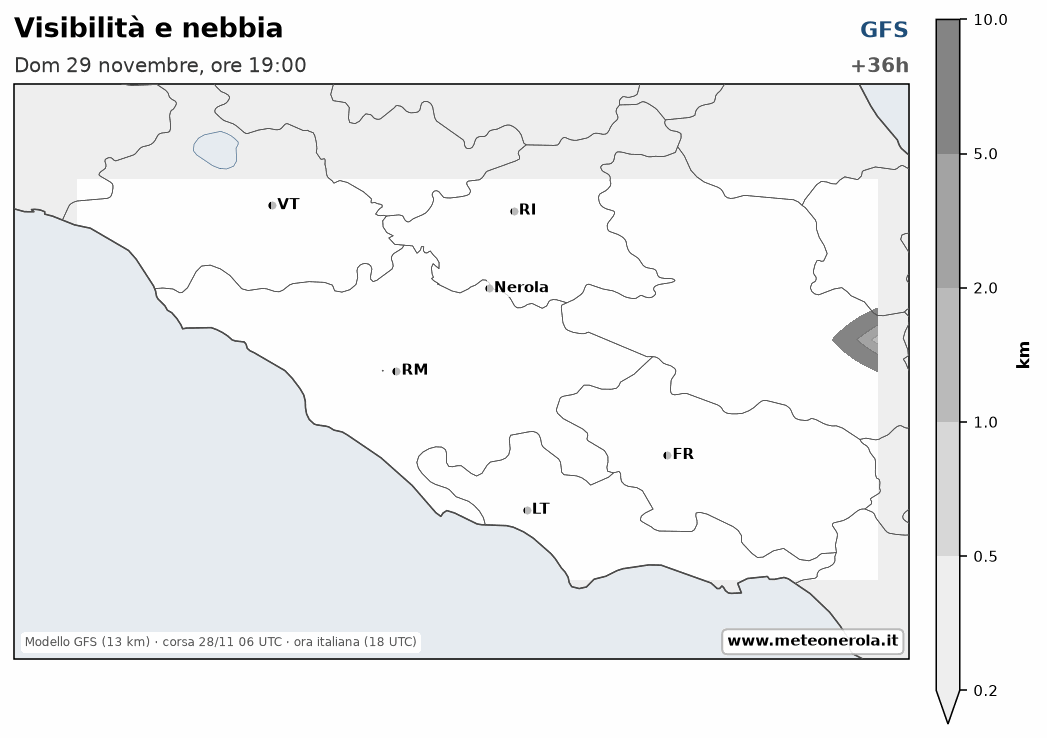 Visibilità e nebbia
GFS
Dom 29 novembre, ore 19:00
+36h
10.0
5.0
2.0
1.0
0.5
0.2
km
VT
RI
Nerola
RM
FR
LT
Modello GFS (13 km) · corsa 28/11 06 UTC · ora italiana (18 UTC)
www.meteonerola.it